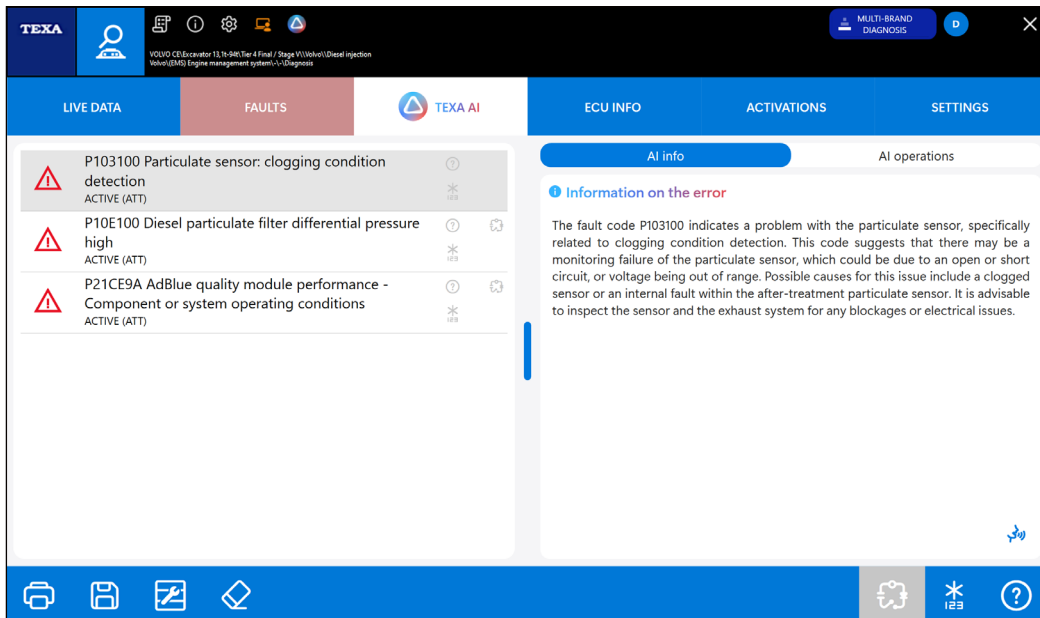 TEXA
MULTI-BRAND
DIAGNOSIS
D
VOLVO CE\Excavator 13,1t-94t\Tier 4 Final / Stage V\\Volvo\\Diesel injection
Volvo\(EMS) Engine management system\-\-\Diagnosis
LIVE DATA
FAULTS
TEXA AI
ECU INFO
ACTIVATIONS
SETTINGS
P103100 Particulate sensor: clogging condition
detection
ACTIVE (ATT)
P10E100 Diesel particulate filter differential pressure
high
ACTIVE (ATT)
P21CE9A AdBlue quality module performance -
Component or system operating conditions
ACTIVE (ATT)
AI info
AI operations
Information on the error
The fault code P103100 indicates a problem with the particulate sensor, specifically
related to clogging condition detection. This code suggests that there may be a
monitoring failure of the particulate sensor, which could be due to an open or short
circuit, or voltage being out of range. Possible causes for this issue include a clogged
sensor or an internal fault within the after-treatment particulate sensor. It is advisable
to inspect the sensor and the exhaust system for any blockages or electrical issues.
123